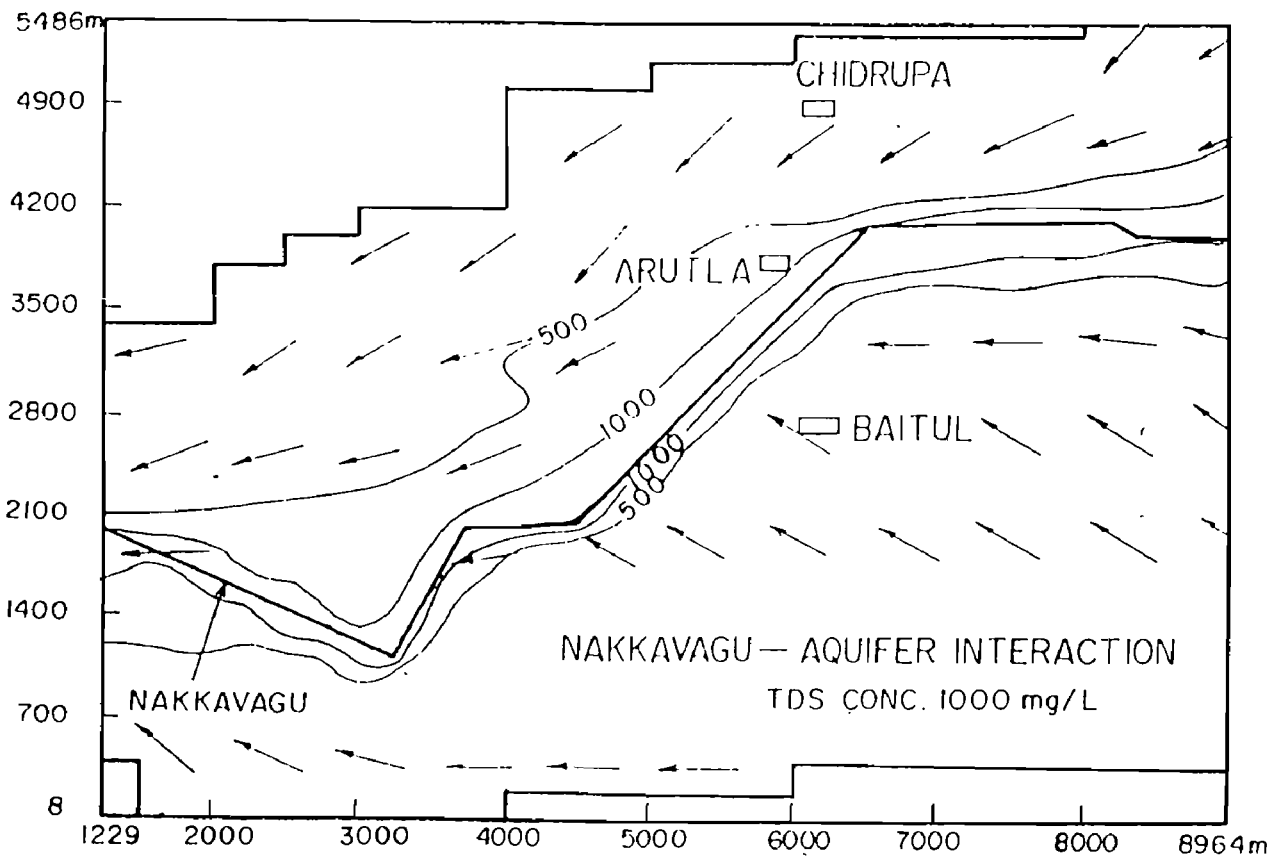 5486m
CHIDRUPA
4900
4200
ARUTLA
3500
500
2800
1000
BAITUL
1000
500
2100
1400
NAKKAVAGU — AQUIFER INTERACTION
TDS CONC. 1000 mg/L
NAKKAVAGU
700
8
1229 2000 3000 4000 5000 6000 7000 8000 8964m